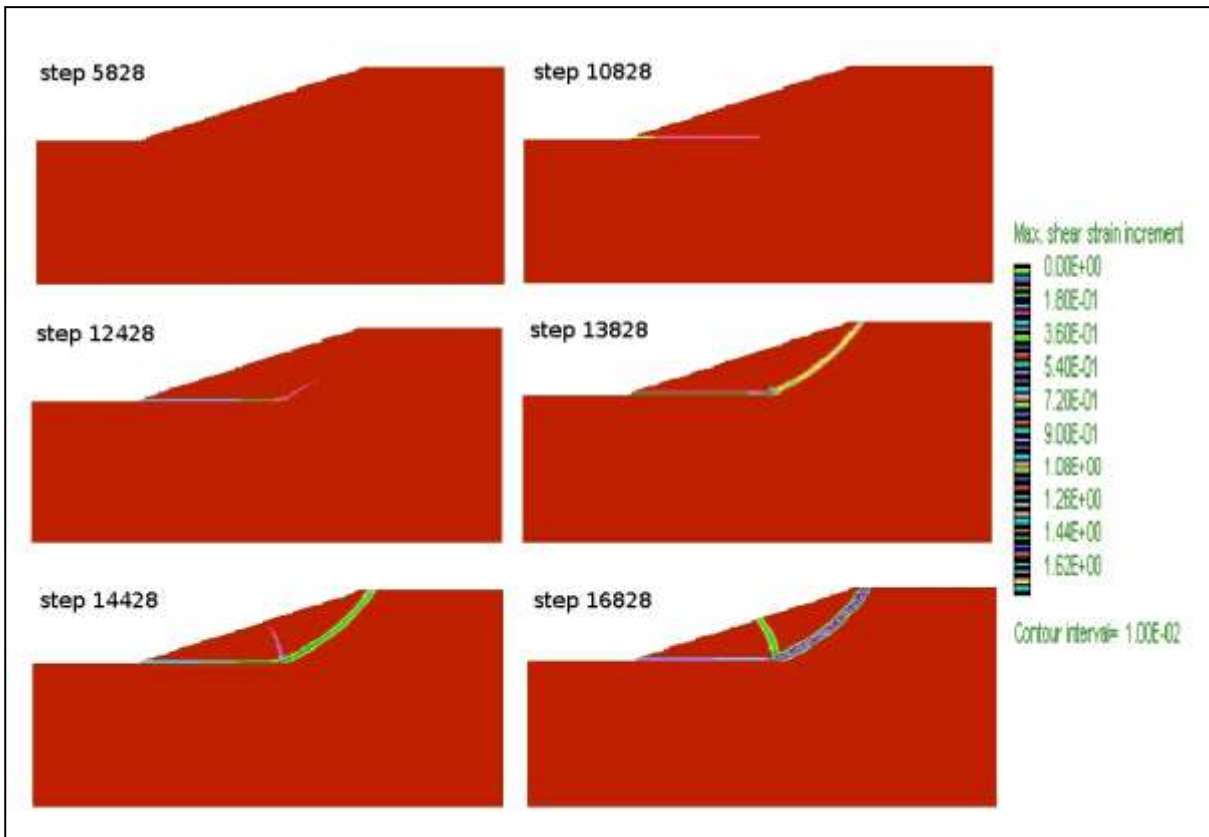 step 5828
step 10828
step 12428
step 13828
step 14428
step 16828
Max. shear strain increment
0.00E+00
1.80E-01
3.60E-01
5.40E-01
7.20E-01
9.00E-01
1.08E+00
1.26E+00
1.44E+00
1.62E+00
Contour interval= 1.00E-02